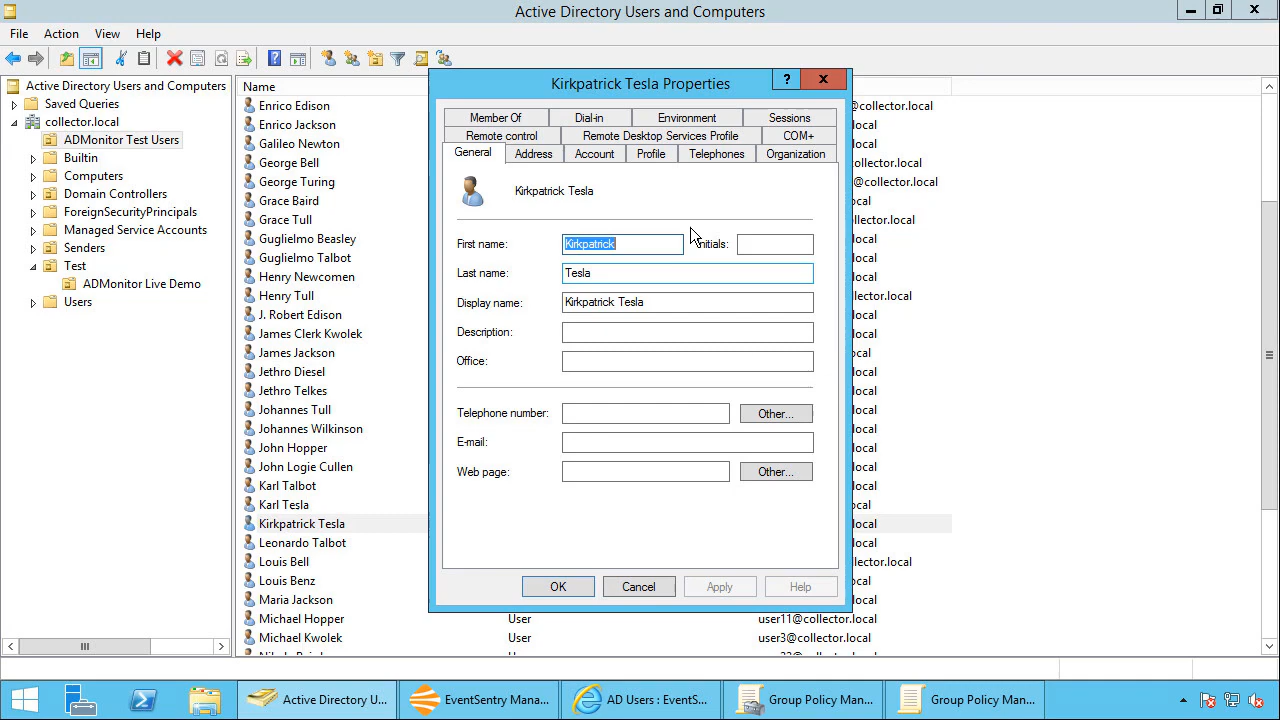 Active Directory Users and Computers
File Action View Help
Active Directory Users and Computers
Saved Queries
collector.local
ADMonitor Test Users
Builtin
Computers
Domain Controllers
ForeignSecurityPrincipals
Managed Service Accounts
Senders
Test
ADMonitor Live Demo
Users
Name
Enrico Edison @collector.local
Enrico Jackson local
Galileo Newton local
George Bell local
George Turing @collector.local
Grace Baird local
Grace Tull collector.local
Guglielmo Beasley local
Guglielmo Talbot local
Henry Newcomen local
Henry Tull collector.local
J. Robert Edison local
James Clerk Kwolek local
James Jackson cal
Jethro Diesel local
Jethro Telkes local
Johannes Tull local
Johannes Wilkinson local
John Hopper local
John Logie Cullen local
Karl Talbot local
Karl Tesla cal
Kirkpatrick Tesla local
Leonardo Talbot local
Louis Bell collector.local
Louis Benz local
Maria Jackson local
Michael Hopper User user11@collector.local
Michael Kwolek User user3@collector.local
Kirkpatrick Tesla Properties
?
Member Of Dial-in Environment Sessions
Remote control Remote Desktop Services Profile COM+
General Address Account Profile Telephones Organization
Kirkpatrick Tesla
First name: Kirkpatrick Initials:
Last name: Tesla
Display name: Kirkpatrick Tesla
Description:
Office:
Telephone number: Other...
E-mail:
Web page: Other...
OK Cancel Apply Help
Active Directory U... EventSentry Mana... AD Users : EventS... Group Policy Man... Group Policy Man...